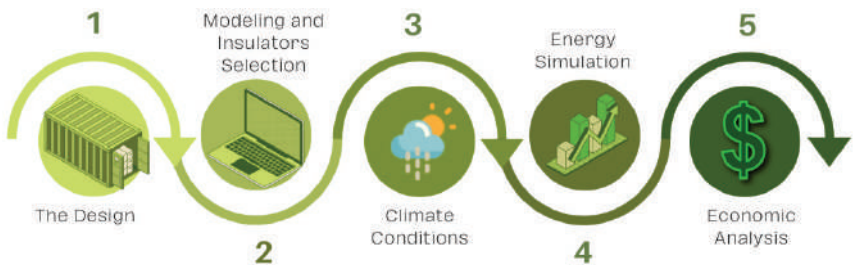 1
The Design
Modeling and
Insulators
Selection
2
3
Climate
Conditions
Energy
Simulation
4
5
$
Economic
Analysis